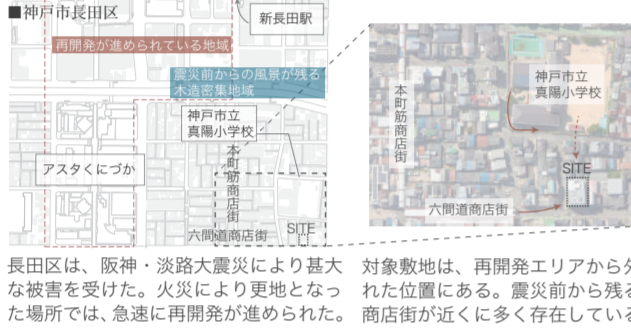 ■神戸市長田区
新長田駅
再開発が進められている地域
震災前からの風景が残る
木造密集地域
神戸市立
真陽小学校
本町筋商店街
アスタくにづか
六間道商店街
SITE
本町筋商店街
神戸市立
真陽小学校
SITE
六間道商店街
長田区は、阪神・淡路大震災により甚大
な被害を受けた。火災により更地となっ
た場所では、急速に再開発が進められた。
対象敷地は、再開発エリアから外
れた位置にある。震災前から残る
商店街が近くに多く存在している